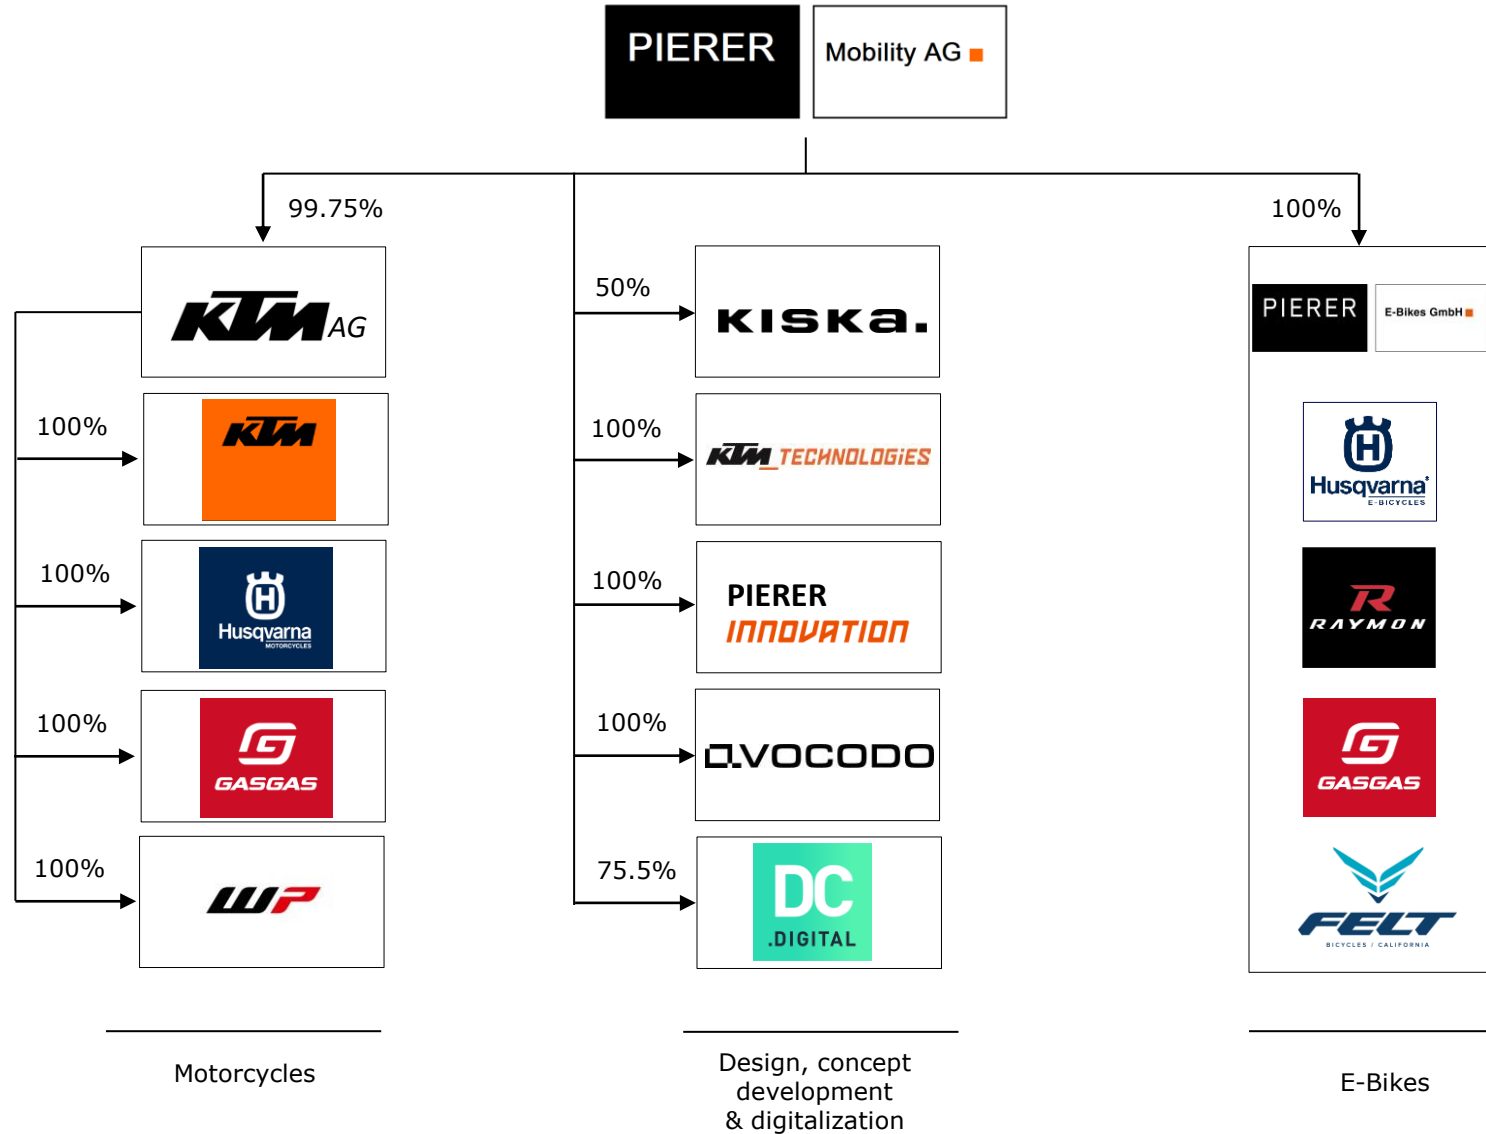 PIERER
Mobility AG
99.75%
100%
KTM AG
50%
KISKa.
PIERER
E-Bikes GmbH
100%
KTM
100%
KTM_TECHNOLOGiES
Husqvarna
E-BICYCLES
100%
Husqvarna
MOTORCYCLES
100%
PIERER
INNOVATION
R
RAYMON
100%
GASGAS
100%
VOCODO
GASGAS
100%
WP
75.5%
DC
.DIGITAL
FELT
BICYCLES / CALIFORNIA
Motorcycles
Design, concept
development
& digitalization
E-Bikes